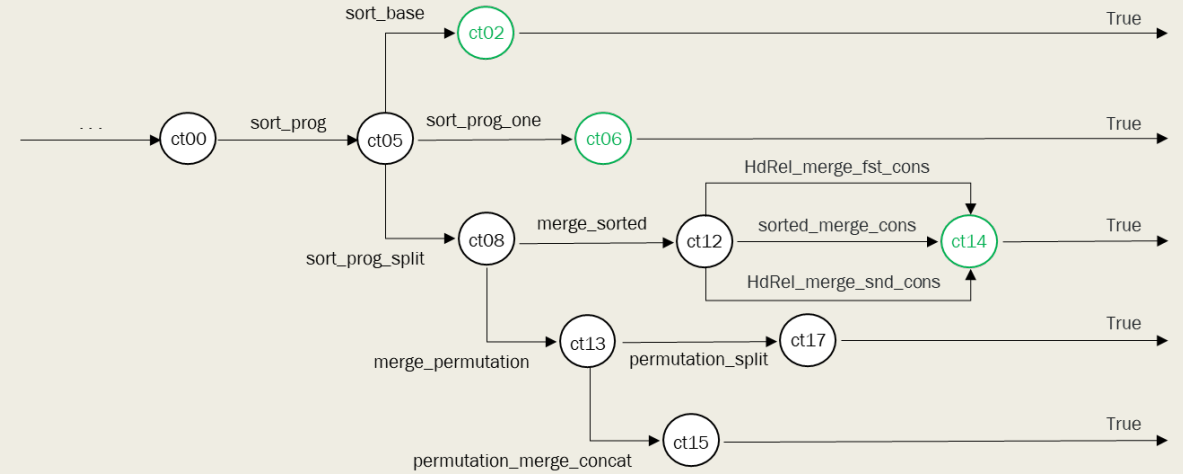 sort_base
ct02
True
. . .
ct00
sort_prog
ct05
sort_prog_one
ct06
True
HdRel_merge_fst_cons
sort_prog_split
ct08
merge_sorted
ct12
sorted_merge_cons
ct14
True
HdRel_merge_snd_cons
merge_permutation
ct13
permutation_split
ct17
True
permutation_merge_concat
ct15
True